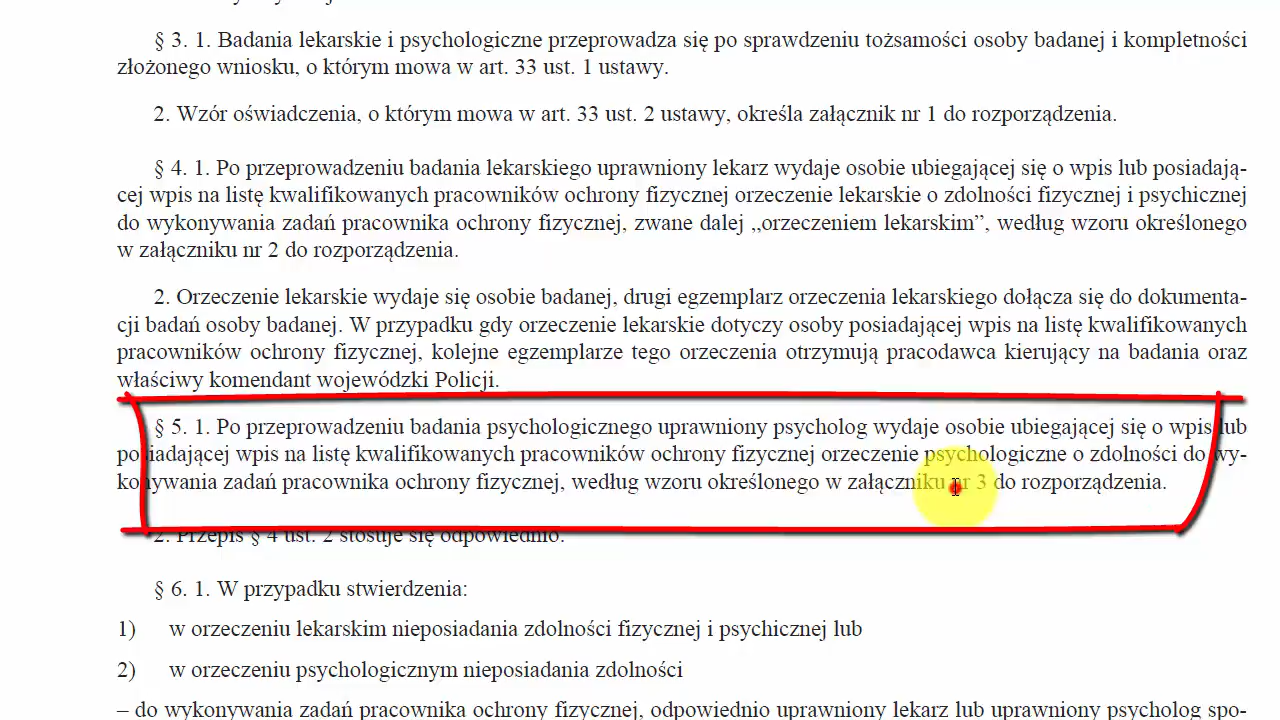 § 3. 1. Badania lekarskie i psychologiczne przeprowadza się po sprawdzeniu tożsamości osoby badanej i kompletności
złożonego wniosku, o którym mowa w art. 33 ust. 1 ustawy.
2. Wzór oświadczenia, o którym mowa w art. 33 ust. 2 ustawy, określa załącznik nr 1 do rozporządzenia.
§ 4. 1. Po przeprowadzeniu badania lekarskiego uprawniony lekarz wydaje osobie ubiegającej się o wpis lub posiadają-
cej wpis na listę kwalifikowanych pracowników ochrony fizycznej orzeczenie lekarskie o zdolności fizycznej i psychicznej
do wykonywania zadań pracownika ochrony fizycznej, zwane dalej „orzeczeniem lekarskim”, według wzoru określonego
w załączniku nr 2 do rozporządzenia.
2. Orzeczenie lekarskie wydaje się osobie badanej, drugi egzemplarz orzeczenia lekarskiego dołącza się do dokumenta-
cji badań osoby badanej. W przypadku gdy orzeczenie lekarskie dotyczy osoby posiadającej wpis na listę kwalifikowanych
pracowników ochrony fizycznej, kolejne egzemplarze tego orzeczenia otrzymują pracodawca kierujący na badania oraz
właściwy komendant wojewódzki Policji.
§ 5. 1. Po przeprowadzeniu badania psychologicznego uprawniony psycholog wydaje osobie ubiegającej się o wpis lub
posiadającej wpis na listę kwalifikowanych pracowników ochrony fizycznej orzeczenie psychologiczne o zdolności do wy-
konywania zadań pracownika ochrony fizycznej, według wzoru określonego w załączniku nr 3 do rozporządzenia.
2. Przepis § 4 ust. 2 stosuje się odpowiednio.
§ 6. 1. W przypadku stwierdzenia:
1) w orzeczeniu lekarskim nieposiadania zdolności fizycznej i psychicznej lub
2) w orzeczeniu psychologicznym nieposiadania zdolności
– do wykonywania zadań pracownika ochrony fizycznej, odpowiednio uprawniony lekarz lub uprawniony psycholog spo-